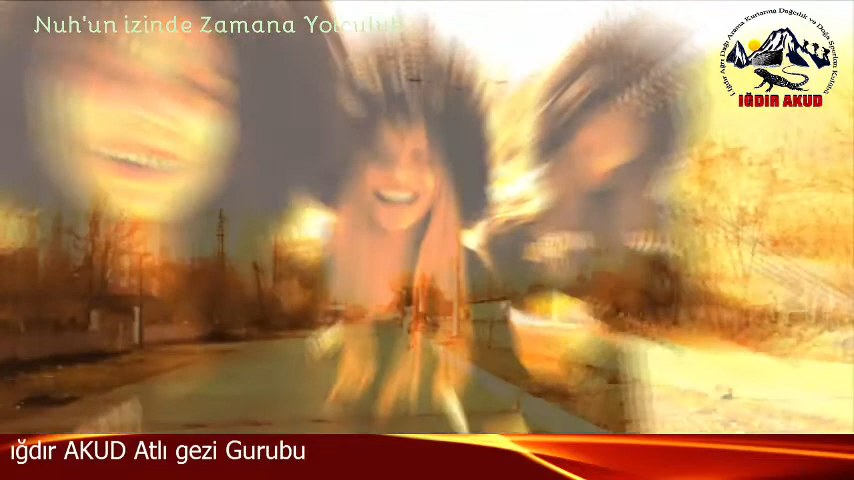 Nuh'un izinde Zamana Yolculuk
IĞDIR AKUD
ığdır AKUD Atlı gezi Gurubu